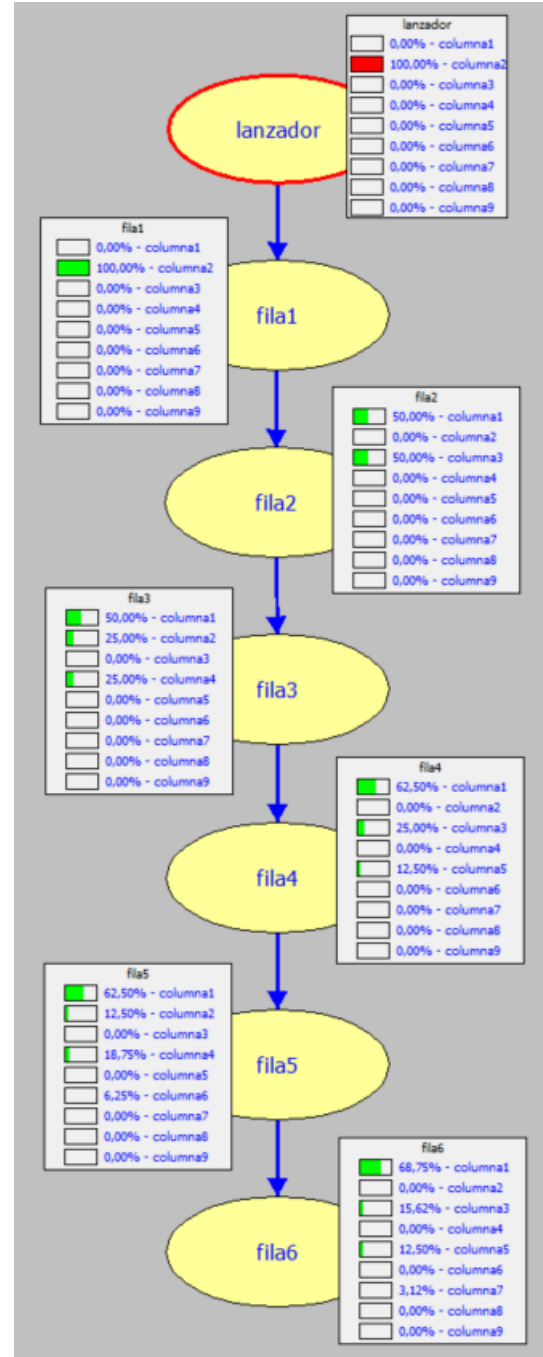 lanzador
0,00% - columna1
100,00% - columna2
0,00% - columna3
0,00% - columna4
0,00% - columna5
0,00% - columna6
0,00% - columna7
0,00% - columna8
0,00% - columna9
lanzador
fila1
0,00% - columna1
100,00% - columna2
0,00% - columna3
0,00% - columna4
0,00% - columna5
0,00% - columna6
0,00% - columna7
0,00% - columna8
0,00% - columna9
fila1
fila2
50,00% - columna1
0,00% - columna2
50,00% - columna3
0,00% - columna4
0,00% - columna5
0,00% - columna6
0,00% - columna7
0,00% - columna8
0,00% - columna9
fila2
fila3
50,00% - columna1
25,00% - columna2
0,00% - columna3
25,00% - columna4
0,00% - columna5
0,00% - columna6
0,00% - columna7
0,00% - columna8
0,00% - columna9
fila3
fila4
62,50% - columna1
0,00% - columna2
25,00% - columna3
0,00% - columna4
12,50% - columna5
0,00% - columna6
0,00% - columna7
0,00% - columna8
0,00% - columna9
fila4
fila5
62,50% - columna1
12,50% - columna2
0,00% - columna3
18,75% - columna4
0,00% - columna5
6,25% - columna6
0,00% - columna7
0,00% - columna8
0,00% - columna9
fila5
fila6
68,75% - columna1
0,00% - columna2
15,62% - columna3
0,00% - columna4
12,50% - columna5
0,00% - columna6
3,12% - columna7
0,00% - columna8
0,00% - columna9
fila6